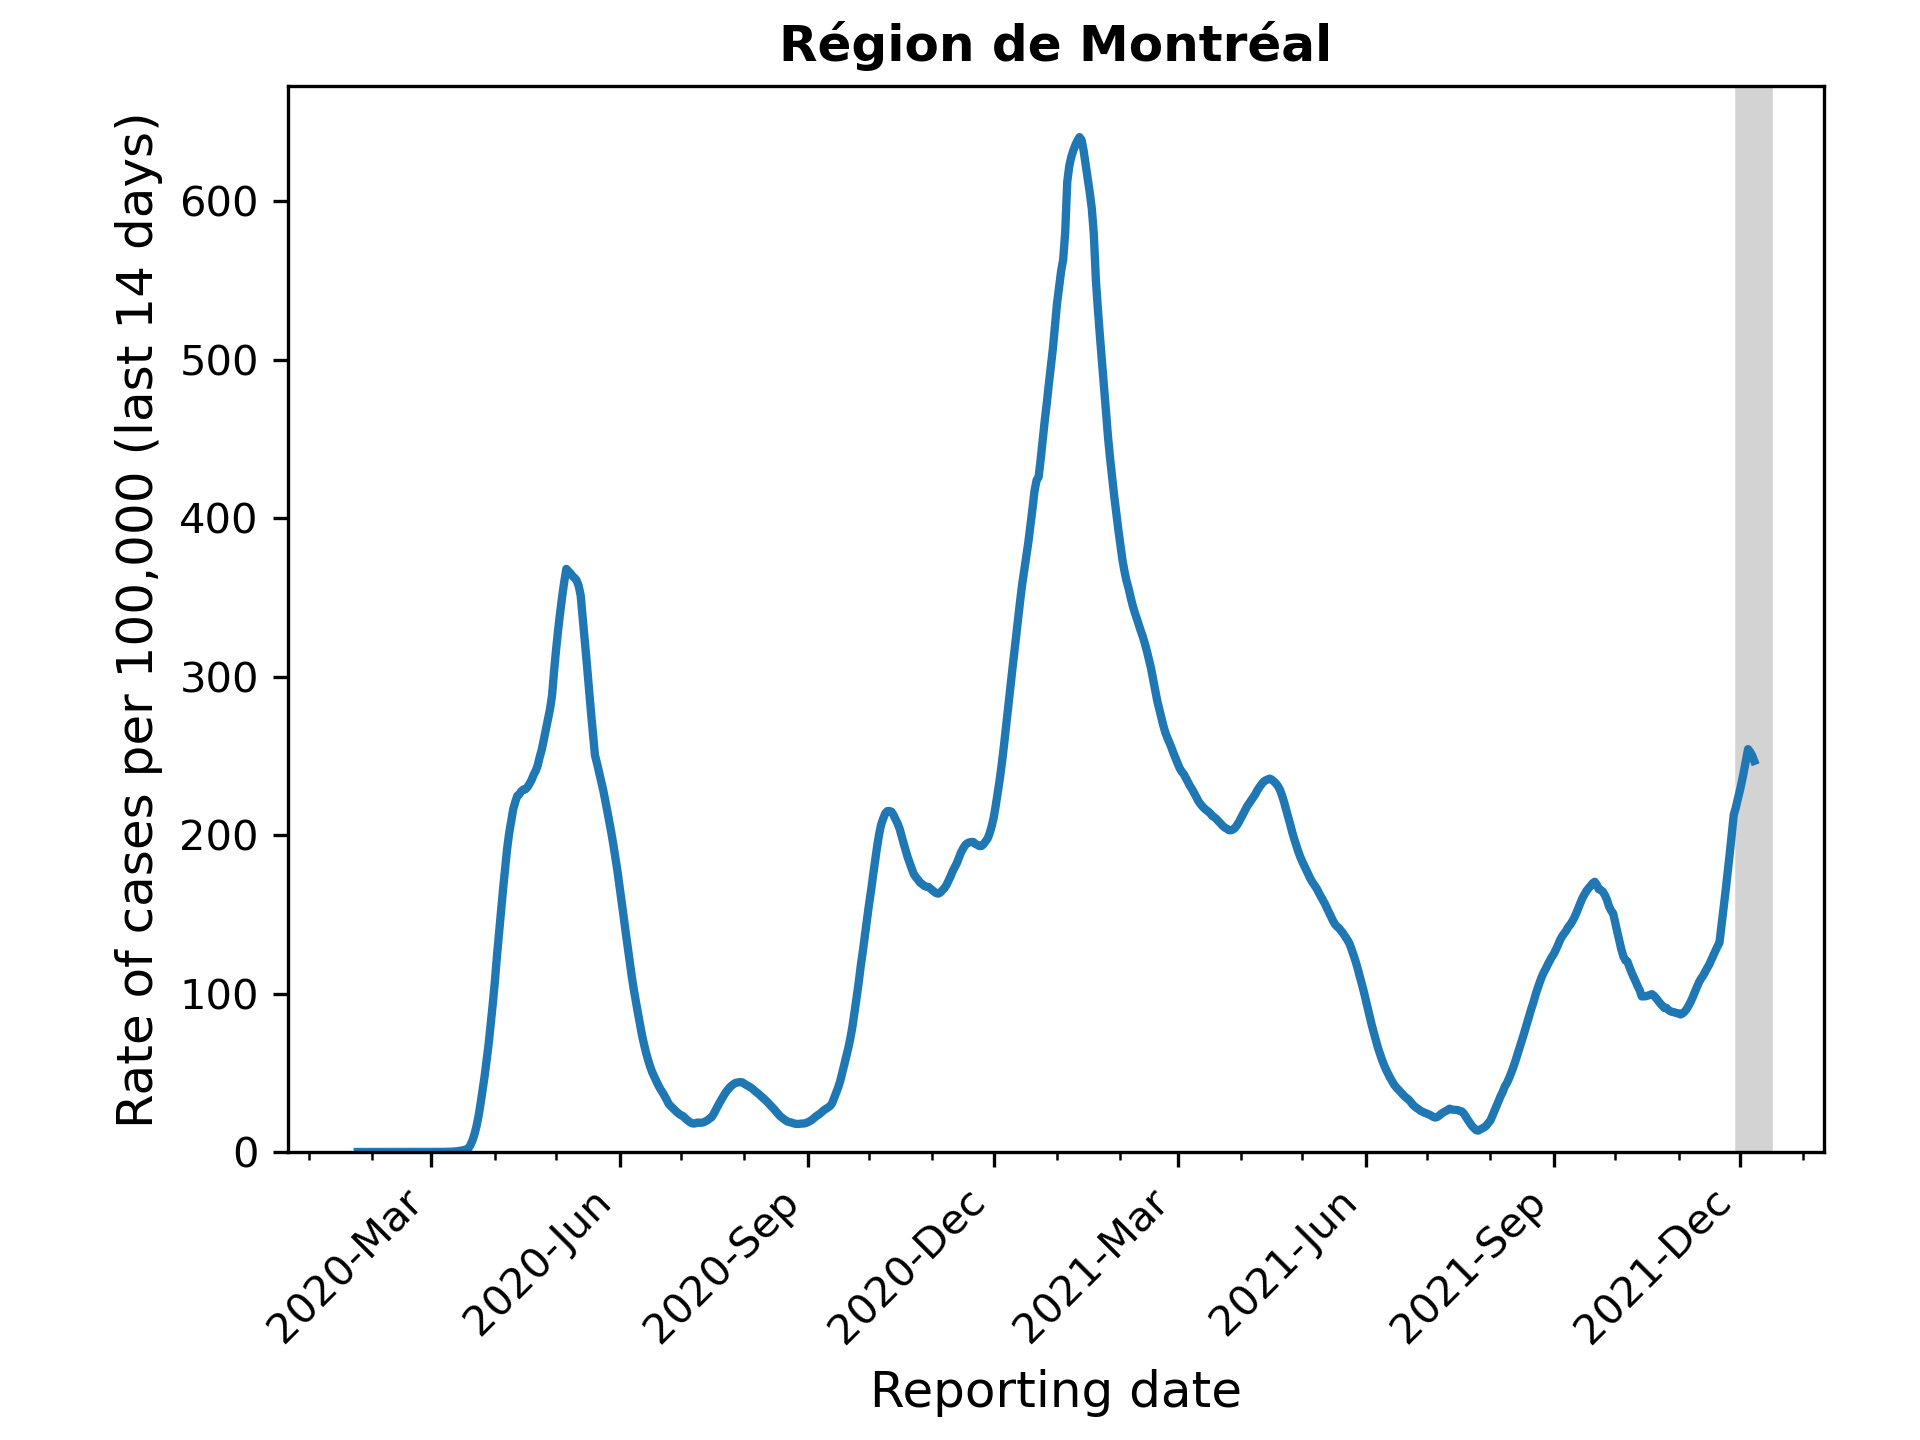 Région de Montréal
Rate of cases per 100,000 (last 14 days)
600
500
400
300
200
100
0
2020-Mar
2020-Jun
2020-Sep
2020-Dec
2021-Mar
2021-Jun
2021-Sep
2021-Dec
Reporting date